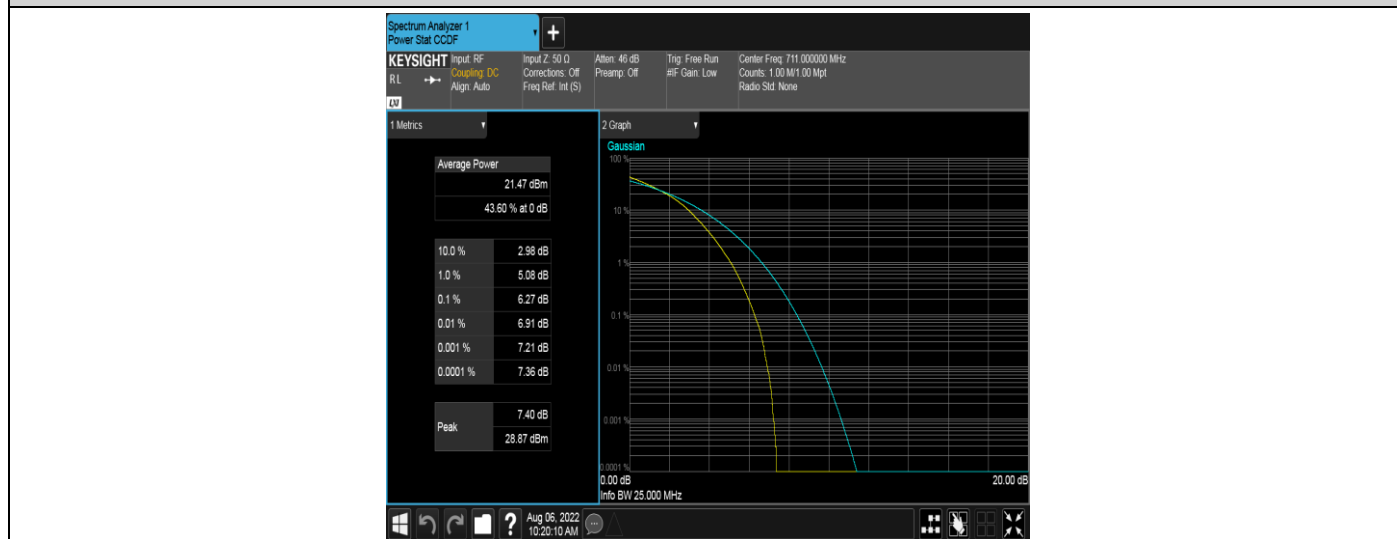 Spectrum Analyzer 1
Power Stat CCDF
+
KEYSIGHT
Input: RF
Input Z: 50 Ω
Atten: 46 dB
Trig: Free Run
Center Freq: 711.000000 MHz
RL
Coupling: DC
Corrections: Off
Preamp: Off
#IF Gain: Low
Counts: 1.00 M/1.00 Mpt
Align: Auto
Freq Ref: Int (S)
Radio Std: None
LXI
1 Metrics
Average Power
21.47 dBm
43.60 % at 0 dB
10.0 % 2.98 dB
1.0 % 5.08 dB
0.1 % 6.27 dB
0.01 % 6.91 dB
0.001 % 7.21 dB
0.0001 % 7.36 dB
Peak
7.40 dB
28.87 dBm
2 Graph
Gaussian
100 %
10 %
1 %
0.1 %
0.01 %
0.001 %
0.0001 %
0.00 dB
20.00 dB
Info BW 25.000 MHz
?
Aug 06, 2022
10:20:10 AM